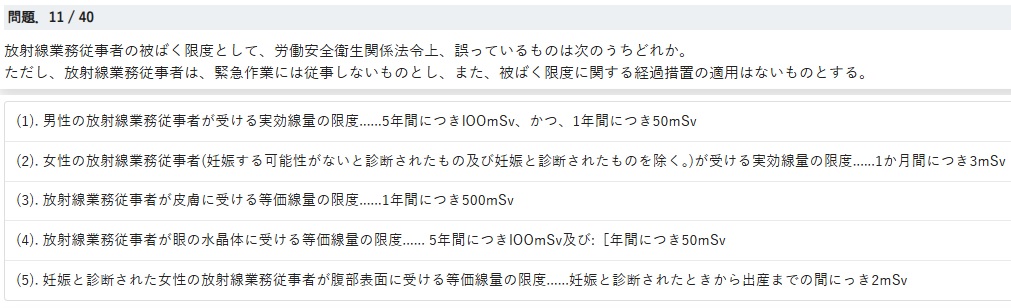 問題. 11 / 40
放射線業務従事者の被ばく限度として、労働安全衛生関係法令上、誤っているものは次のうちどれか。
ただし、放射線業務従事者は、緊急作業には従事しないものとし、また、被ばく限度に関する経過措置の適用はないものとする。
(1). 男性の放射線業務従事者が受ける実効線量の限度......5年間につきIOOmSv、かつ、1年間につき50mSv
(2). 女性の放射線業務従事者(妊娠する可能性がないと診断されたもの及び妊娠と診断されたものを除く。)が受ける実効線量の限度......1か月間につき3mSv
(3). 放射線業務従事者が皮膚に受ける等価線量の限度......1年間につき500mSv
(4). 放射線業務従事者が眼の水晶体に受ける等価線量の限度...... 5年間につきIOOmSv及び:［年間につき50mSv
(5). 妊娠と診断された女性の放射線業務従事者が腹部表面に受ける等価線量の限度......妊娠と診断されたときから出産までの間にっき2mSv